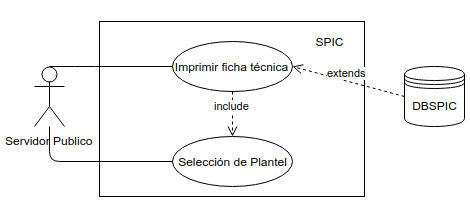 SPIC
Imprimir ficha técnica
extends
include
DBSPIC
Servidor Publico
Selección de Plantel